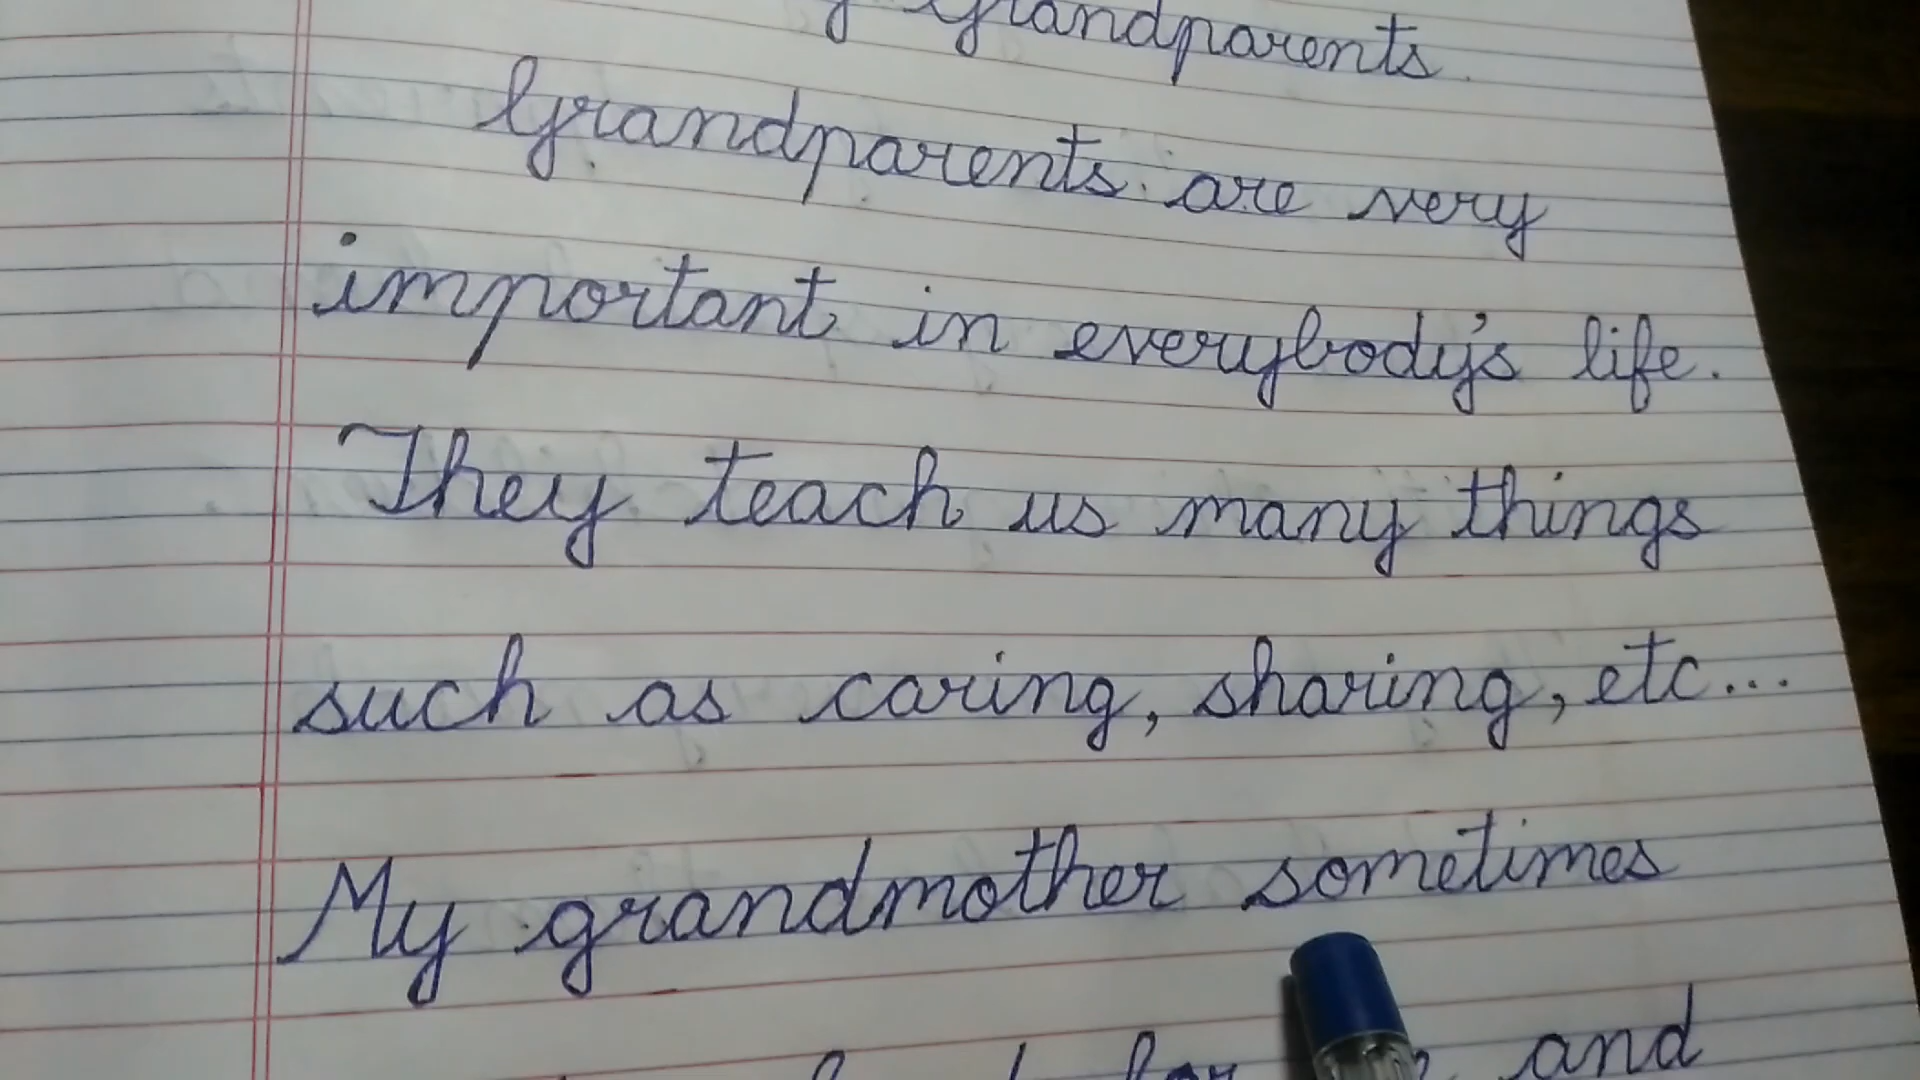 Grandparents.
Grandparents are very
important in everybody's life.
They teach us many things
such as caring, sharing, etc...
My grandmother sometimes
and